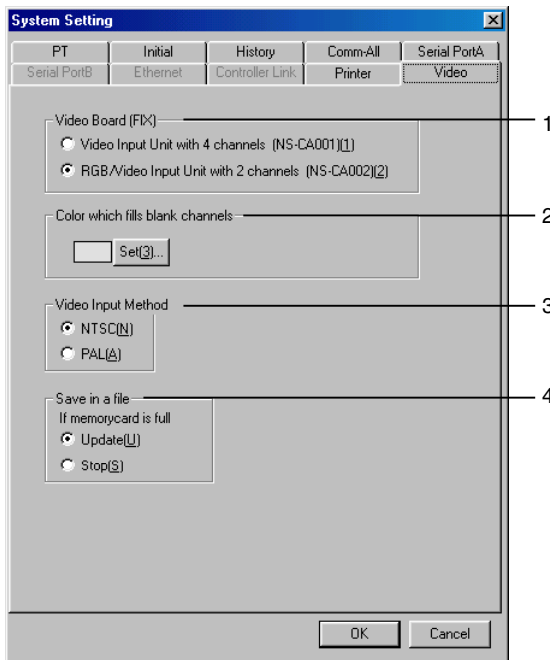 System Setting
PT Initial History Comm-All Serial PortA
Serial PortB Ethernet Controller Link Printer Video
Video Board (FIX) 1
Video Input Unit with 4 channels (NS-CA001)(1)
RGB/Video Input Unit with 2 channels (NS-CA002)(2)
Color which fills blank channels 2
Set(3)...
Video Input Method 3
NTSC(N)
PAL(A)
Save in a file 4
If memorycard is full
Update(U)
Stop(S)
OK Cancel